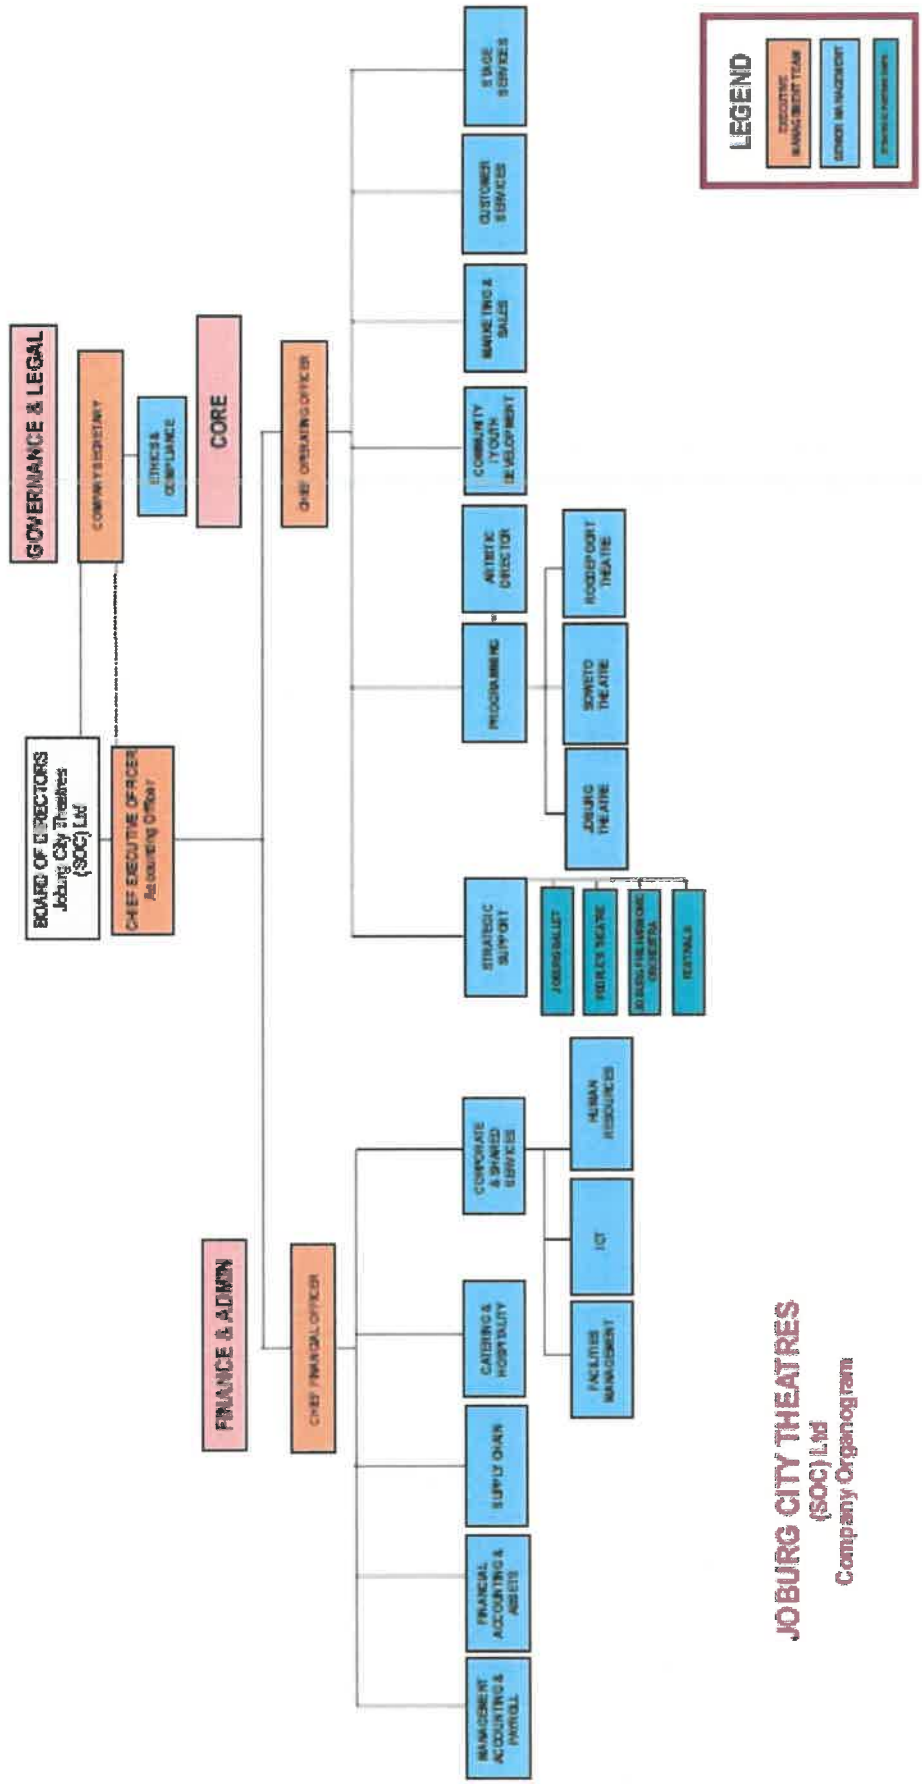 BOARD OF DIRECTORS
Joburg City Theatres
(SOC) Ltd
CHIEF EXECUTIVE OFFICER
Accounting Officer
GOVERNANCE & LEGAL
COMPANY SECRETARY
ETHICS &
COMPLIANCE
FINANCE & ADMIN
CORE
CHIEF FINANCIAL OFFICER
CHIEF OPERATING OFFICER
MANAGEMENT
ACCOUNTING &
PAYROLL
FINANCIAL
ACCOUNTING &
ASSETS
SUPPLY CHAIN
CATERING &
HOSPITALITY
CORPORATE
& SHARED
SERVICES
STRATEGIC
SUPPORT
PROGRAMMING
ARTISTIC
DIRECTOR
COMMUNITY
/ YOUTH
DEVELOPMENT
MARKETING &
SALES
CUSTOMER
SERVICES
STAGE
SERVICES
FACILITIES
MANAGEMENT
ICT
HUMAN
RESOURCES
JOBURG BALLET
PEOPLE'S THEATRE
JOBURG PHILHARMONIC
ORCHESTRA
FESTIVALS
JOBURG
THEATRE
SOWETO
THEATRE
ROODEPOORT
THEATRE
JOBURG CITY THEATRES
(SOC) Ltd
Company Organogram
LEGEND
EXECUTIVE
MANAGEMENT TEAM
SENIOR MANAGEMENT